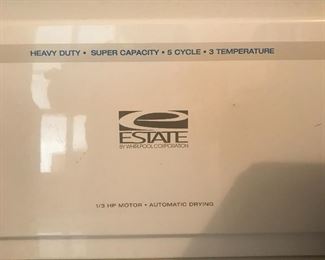 HEAVY DUTY • SUPER CAPACITY • 5 CYCLE • 3 TEMPERATURE
e
ESTATE
BY WHIRLPOOL CORPORATION
1/3 HP MOTOR • AUTOMATIC DRYING